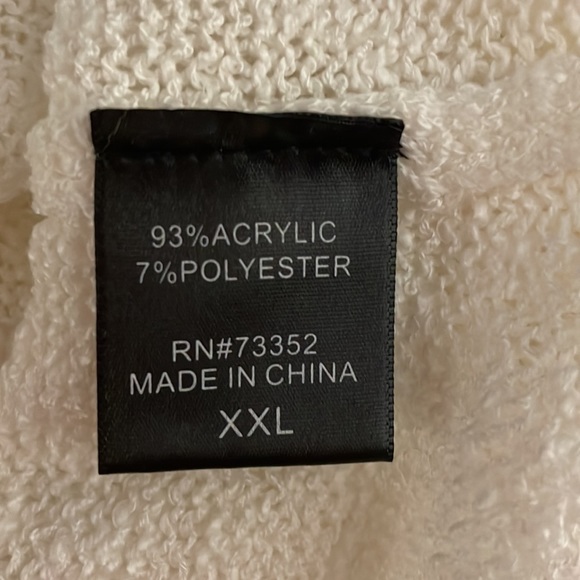 93%ACRYLIC
7%POLYESTER
RN#73352
MADE IN CHINA
XXL